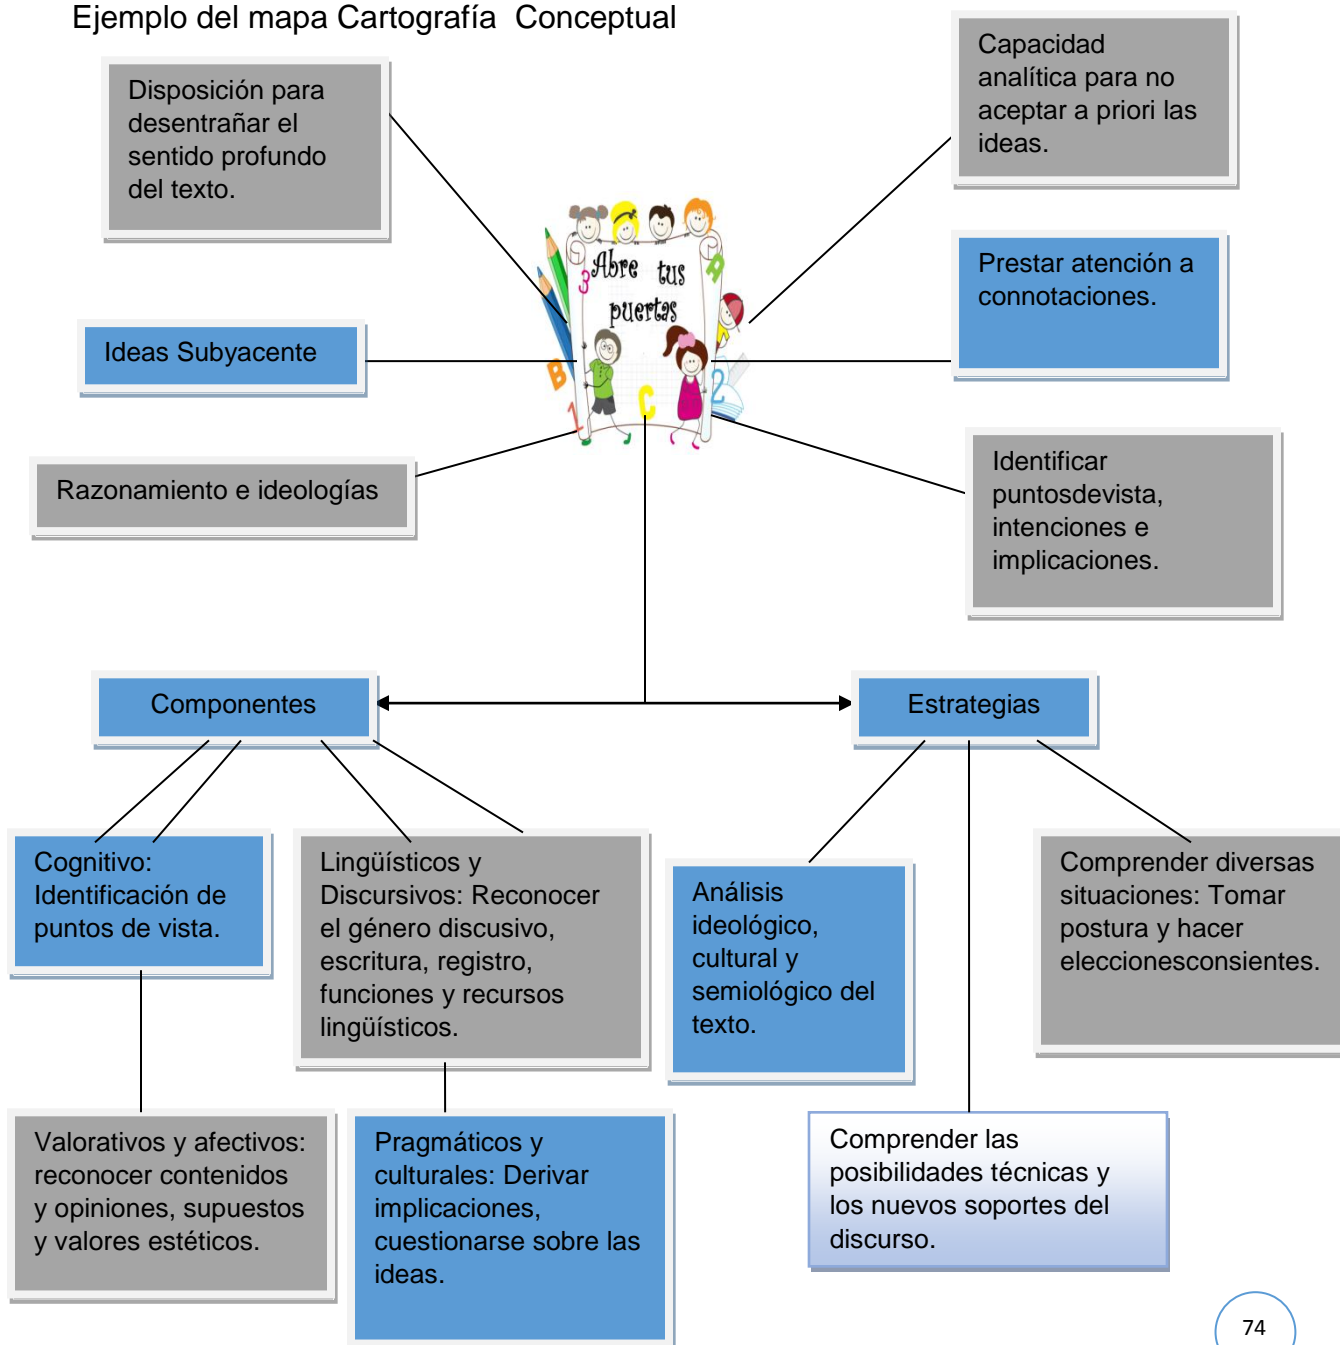 Ejemplo del mapa Cartografía Conceptual
Disposición para
desentrañar el
sentido profundo
del texto.
Capacidad
analítica para no
aceptar a priori las
ideas.
Abre tus
puertas
3
A
B
1
C
2
Prestar atención a
connotaciones.
Ideas Subyacente
Razonamiento e ideologías
Identificar
puntosdevista,
intenciones e
implicaciones.
Componentes
Estrategias
Cognitivo:
Identificación de
puntos de vista.
Lingüísticos y
Discursivos: Reconocer
el género discusivo,
escritura, registro,
funciones y recursos
lingüísticos.
Análisis
ideológico,
cultural y
semiológico del
texto.
Comprender diversas
situaciones: Tomar
postura y hacer
eleccionesconsientes.
Valorativos y afectivos:
reconocer contenidos
y opiniones, supuestos
y valores estéticos.
Pragmáticos y
culturales: Derivar
implicaciones,
cuestionarse sobre las
ideas.
Comprender las
posibilidades técnicas y
los nuevos soportes del
discurso.
74